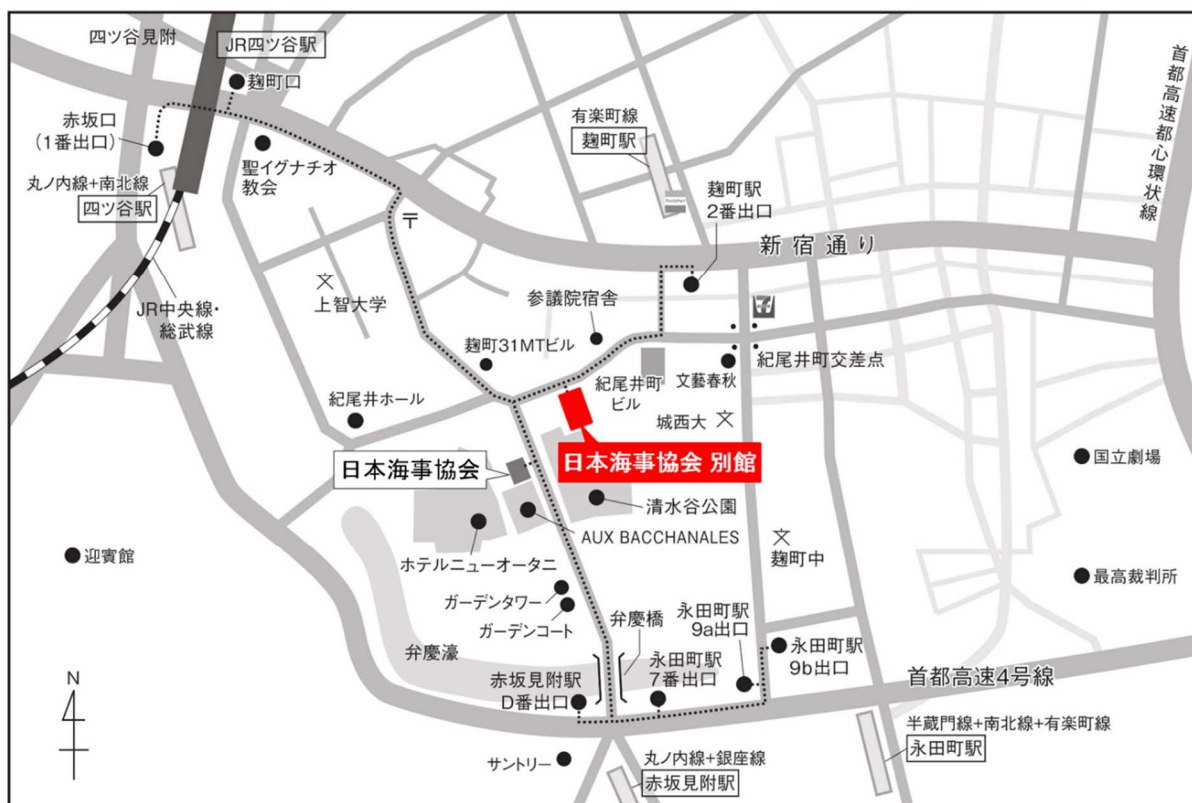 四ツ谷見附
JR四ツ谷駅
麹町口
赤坂口
(1番出口)
聖イグナチオ
教会
丸ノ内線+南北線
四ツ谷駅
有楽町線
麹町駅
FamilyMart
麹町駅
2番出口
首都高速都心環状線
〒
新宿通り
JR中央線・
総武線
上智大学
参議院宿舎
麹町31MTビル
紀尾井町
ビル
文藝春秋
紀尾井町交差点
紀尾井ホール
城西大
日本海事協会
日本海事協会 別館
国立劇場
清水谷公園
AUX BACCHANALES
麹町中
迎賓館
ホテルニューオータニ
最高裁判所
ガーデンタワー
ガーデンコート
弁慶橋
永田町駅
9a出口
永田町駅
9b出口
弁慶濠
赤坂見附駅
D番出口
永田町駅
7番出口
首都高速4号線
N
サントリー
丸ノ内線+銀座線
赤坂見附駅
半蔵門線+南北線+有楽町線
永田町駅